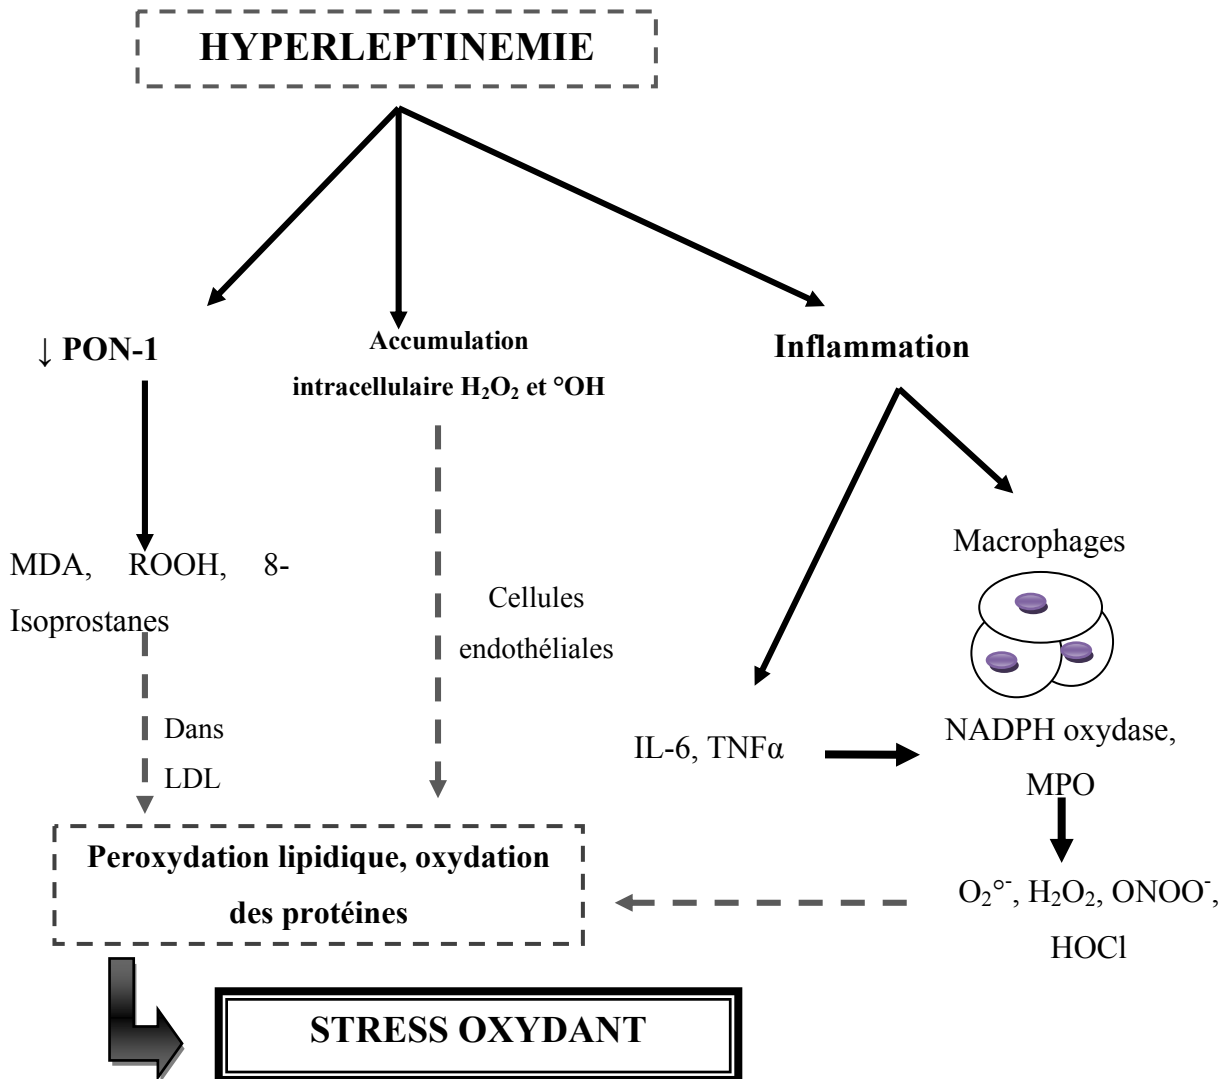 HYPERLEPTINEMIE
↓ PON-1
Accumulation
intracellulaire H₂O₂ et °OH
Inflammation
MDA, ROOH, 8-
Isoprostanes
Dans
LDL
Cellules
endothéliales
Macrophages
IL-6, TNFα
NADPH oxydase,
MPO
O₂°⁻, H₂O₂, ONOO⁻,
HOCl
Peroxydation lipidique, oxydation
des protéines
STRESS OXYDANT